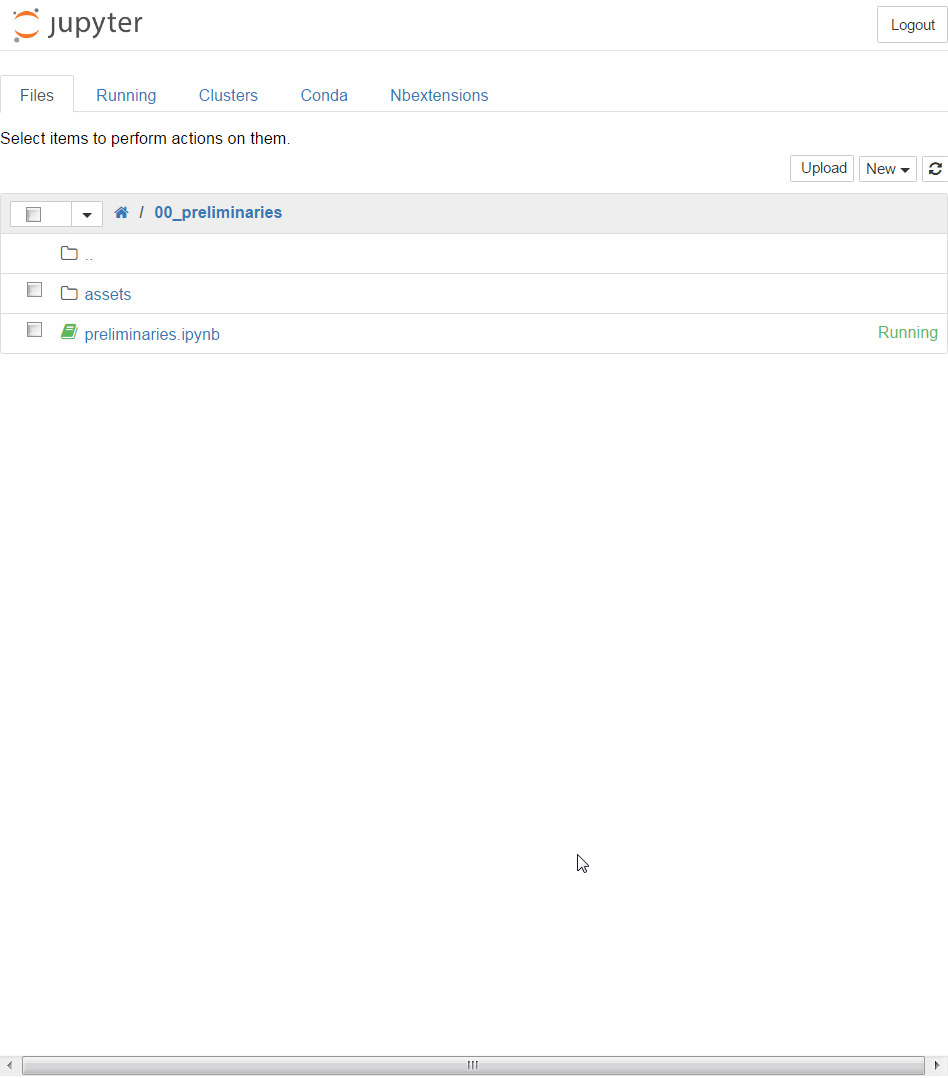 jupyter Logout
Files Running Clusters Conda Nbextensions
Select items to perform actions on them.
Upload New
/ 00_preliminaries
..
assets
preliminaries.ipynb Running